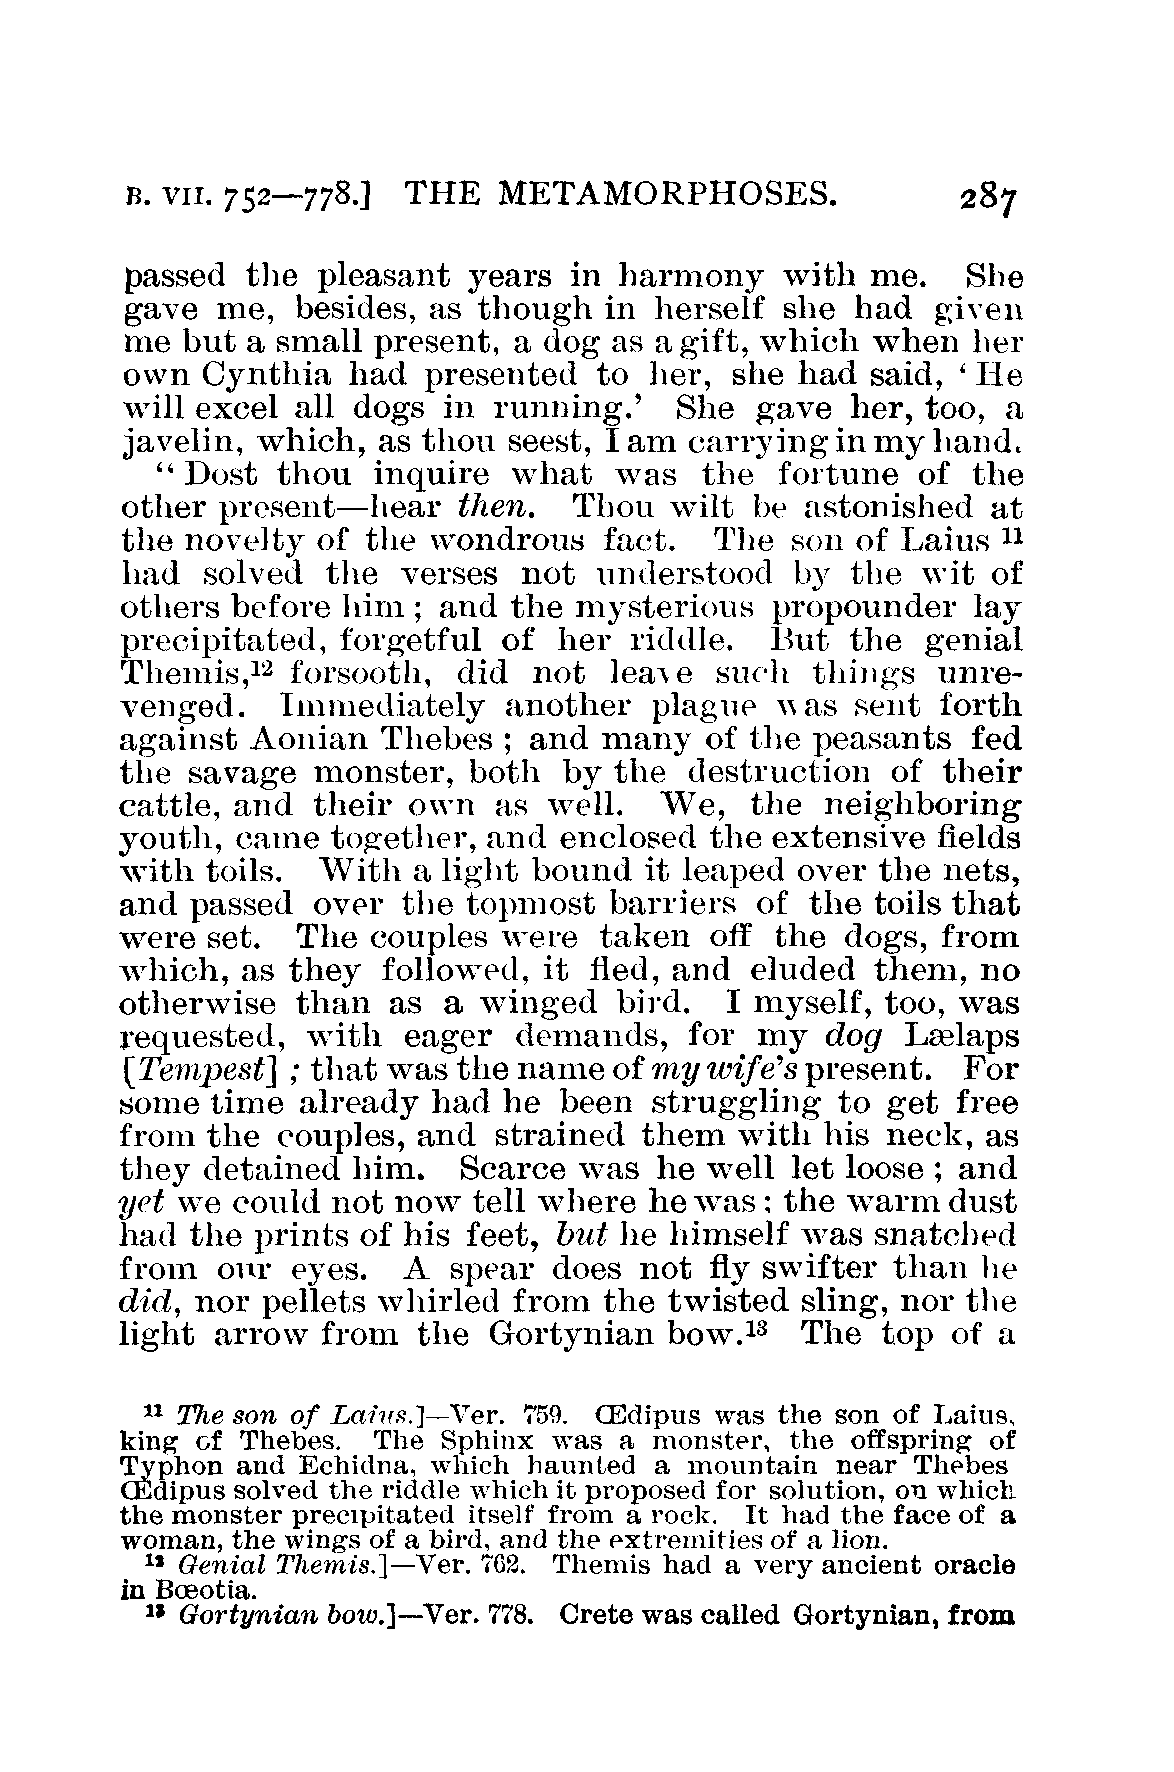 B. VII. 752—778.] THE METAMORPHOSES. 287
passed the pleasant years in harmony with me. She
gave me, besides, as though in herself she had given
me but a small present, a dog as a gift, which when her
own Cynthia had presented to her, she had said, ‘ He
will excel all dogs in running.’ She gave her, too, a
javelin, which, as thou seest, I am carrying in my hand.
“ Dost thou inquire what was the fortune of the
other present—hear then. Thou wilt be astonished at
the novelty of the wondrous fact. The son of Laius ¹¹
had solved the verses not understood by the wit of
others before him ; and the mysterious propounder lay
precipitated, forgetful of her riddle. But the genial
Themis,¹² forsooth, did not leave such things unre-
venged. Immediately another plague was sent forth
against Aonian Thebes ; and many of the peasants fed
the savage monster, both by the destruction of their
cattle, and their own as well. We, the neighboring
youth, came together, and enclosed the extensive fields
with toils. With a light bound it leaped over the nets,
and passed over the topmost barriers of the toils that
were set. The couples were taken off the dogs, from
which, as they followed, it fled, and eluded them, no
otherwise than as a winged bird. I myself, too, was
requested, with eager demands, for my dog Lælaps
[Tempest] ; that was the name of my wife’s present. For
some time already had he been struggling to get free
from the couples, and strained them with his neck, as
they detained him. Scarce was he well let loose ; and
yet we could not now tell where he was ; the warm dust
had the prints of his feet, but he himself was snatched
from our eyes. A spear does not fly swifter than he
did, nor pellets whirled from the twisted sling, nor the
light arrow from the Gortynian bow.¹³ The top of a
¹¹ The son of Laius.]—Ver. 759. Œdipus was the son of Laius,
king of Thebes. The Sphinx was a monster, the offspring of
Typhon and Echidna, which haunted a mountain near Thebes
Œdipus solved the riddle which it proposed for solution, on which
the monster precipitated itself from a rock. It had the face of a
woman, the wings of a bird, and the extremities of a lion.
¹² Genial Themis.]—Ver. 762. Themis had a very ancient oracle
in Bœotia.
¹³ Gortynian bow.]—Ver. 778. Crete was called Gortynian, from